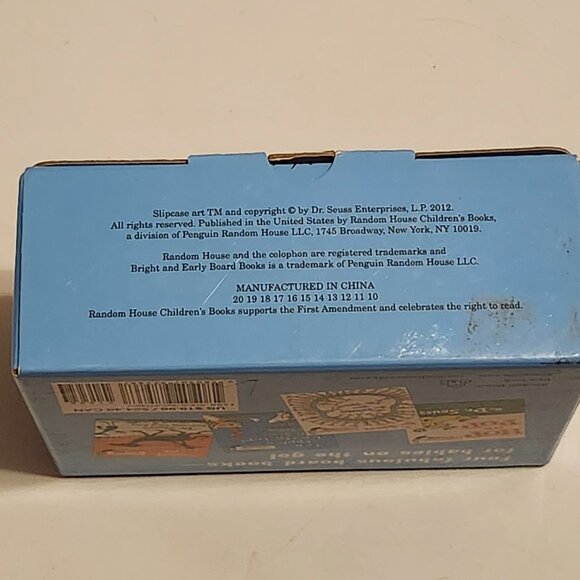 Slipcase art TM and copyright © by Dr. Seuss Enterprises, L.P. 2012.
All rights reserved. Published in the United States by Random House Children's Books,
a division of Penguin Random House LLC, 1745 Broadway, New York, NY 10019.
Random House and the colophon are registered trademarks and
Bright and Early Board Books is a trademark of Penguin Random House LLC.
MANUFACTURED IN CHINA
20 19 18 17 16 15 14 13 12 11 10
Random House Children's Books supports the First Amendment and celebrates the right to read.
Four fabulous board books—
for babies on the go!
Dr. Seuss